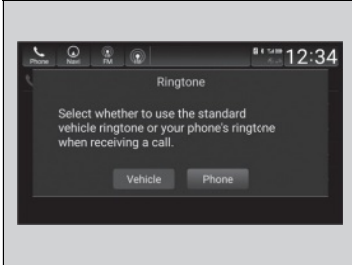 Phone Navi FM 12:34
Ringtone
Select whether to use the standard
vehicle ringtone or your phone's ringtone
when receiving a call.
Vehicle Phone